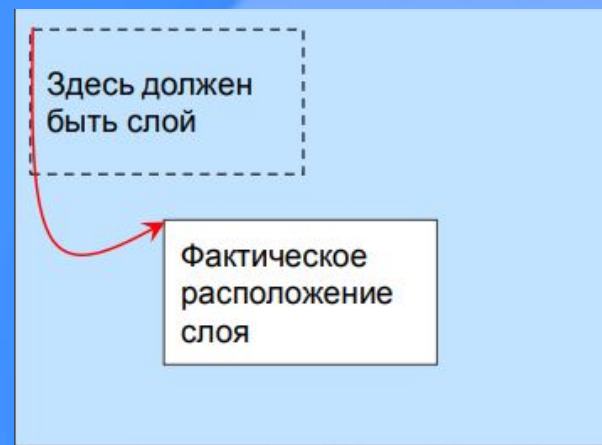 Здесь должен
быть слой
Фактическое
расположение
слоя